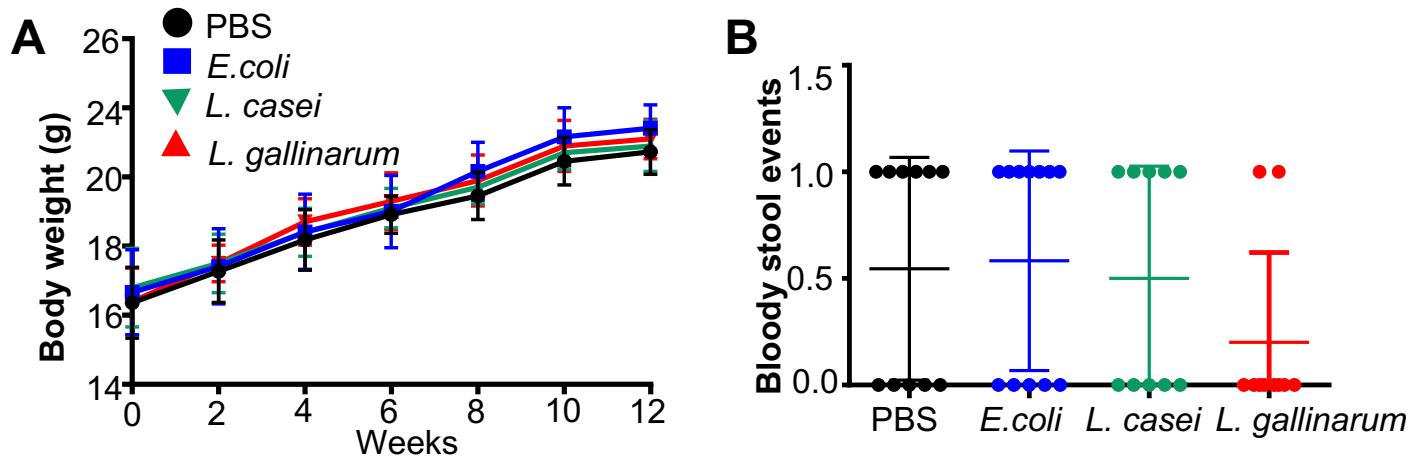 A
PBS
E.coli
L. casei
L. gallinarum
Body weight (g)
26
24
20
18
16
14
0 2 4 6 8 10 12
Weeks
B
Bloody stool events
1.5
1.0
0.5
0.0
PBS E.coli L. casei L. gallinarum